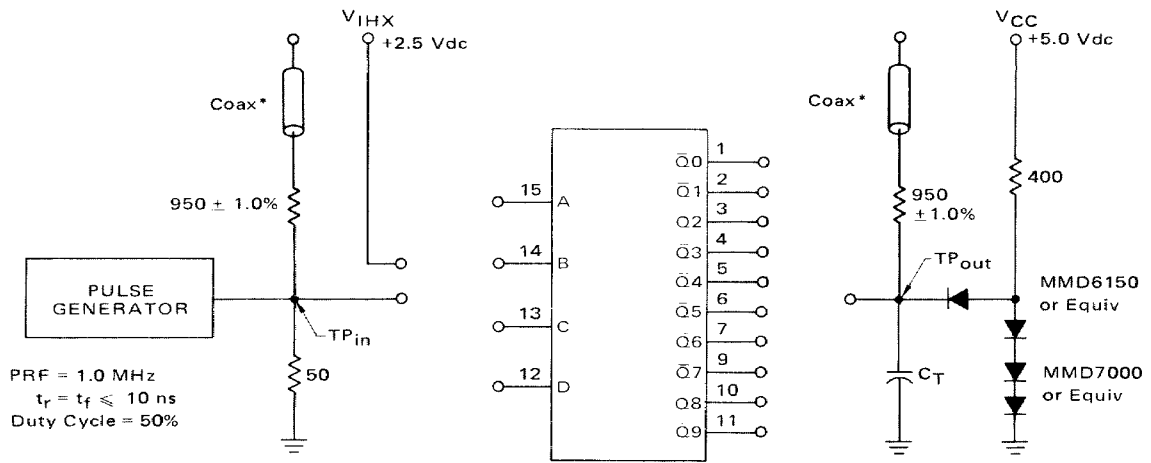 V_IHX
+2.5 Vdc
Coax*
950 ± 1.0%
PULSE
GENERATOR
TP_in
50
PRF = 1.0 MHz
t_r = t_f ≤ 10 ns
Duty Cycle = 50%
15 A
14 B
13 C
12 D
Q̅0 1
Q̅1 2
Q2 3
Q̅3 4
Q̅4 5
Q̅5 6
Q̅6 7
Q̅7 9
Q8 10
Q9 11
Coax*
950
±1.0%
TP_out
C_T
V_CC
+5.0 Vdc
400
MMD6150
or Equiv
MMD7000
or Equiv